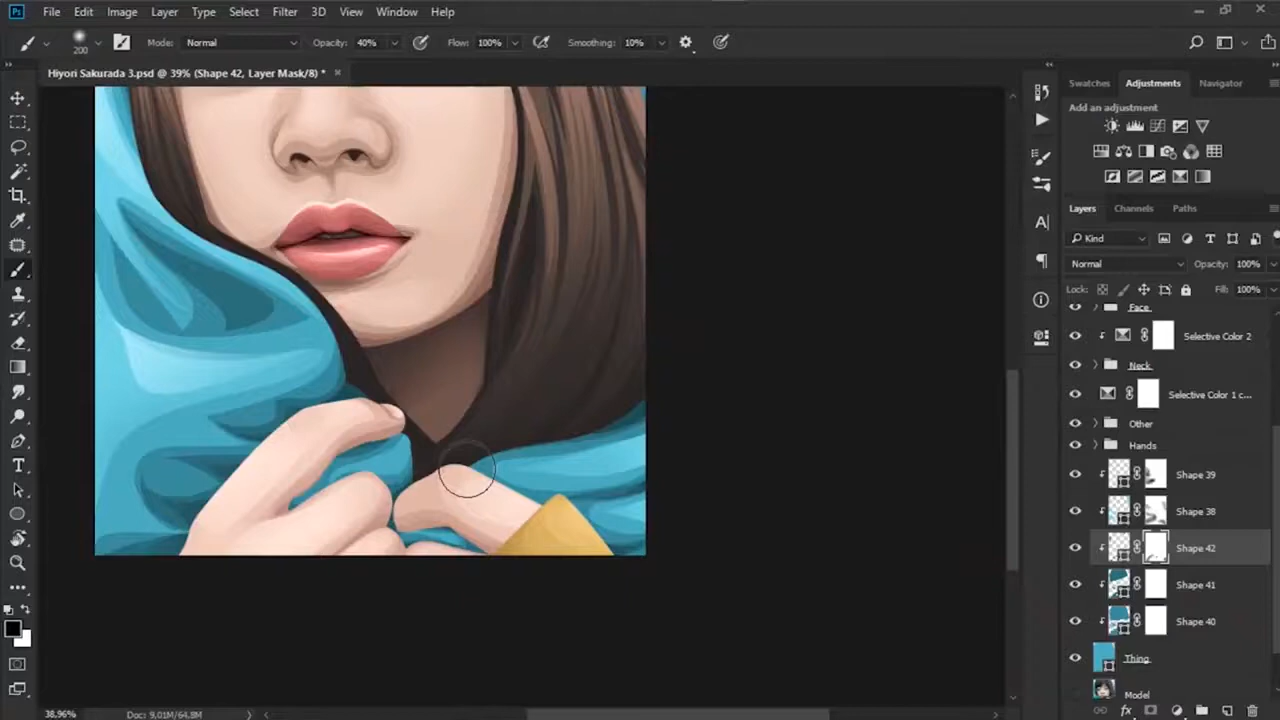 Ps File Edit Image Layer Type Select Filter 3D View Window Help
200 Mode: Normal Opacity: 40% Flow: 100% Smoothing: 10%
Hiyori Sakurada 3.psd @ 39% (Shape 42, Layer Mask/8) * ×
Swatches Adjustments Navigator
Add an adjustment
Layers Channels Paths
Kind
Normal Opacity: 100%
Lock: Fill: 100%
Face
Selective Color 2
Neck
Selective Color 1 c...
Other
Hands
Shape 39
Shape 38
Shape 42
Shape 41
Shape 40
Thing
Model
38,96% Doc: 9,01M/64,8M